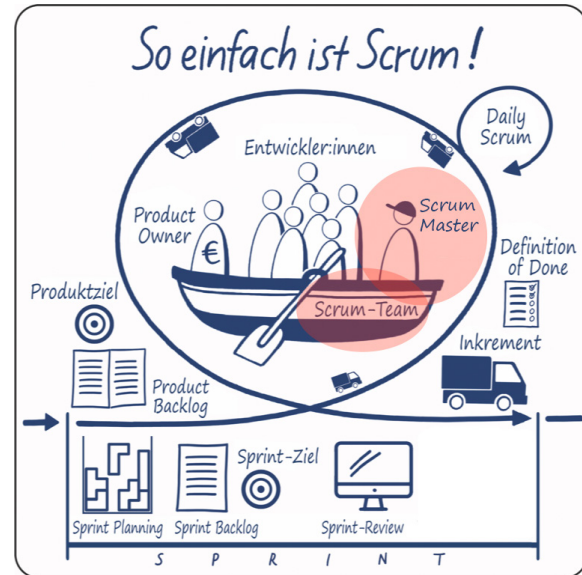 So einfach ist Scrum!
Daily
Scrum
Entwickler:innen
Scrum
Master
Product
Owner
€
Definition
of Done
Produktziel
Scrum-Team
Inkrement
Product
Backlog
Sprint-Ziel
Sprint Planning
Sprint Backlog
Sprint-Review
SPRINT